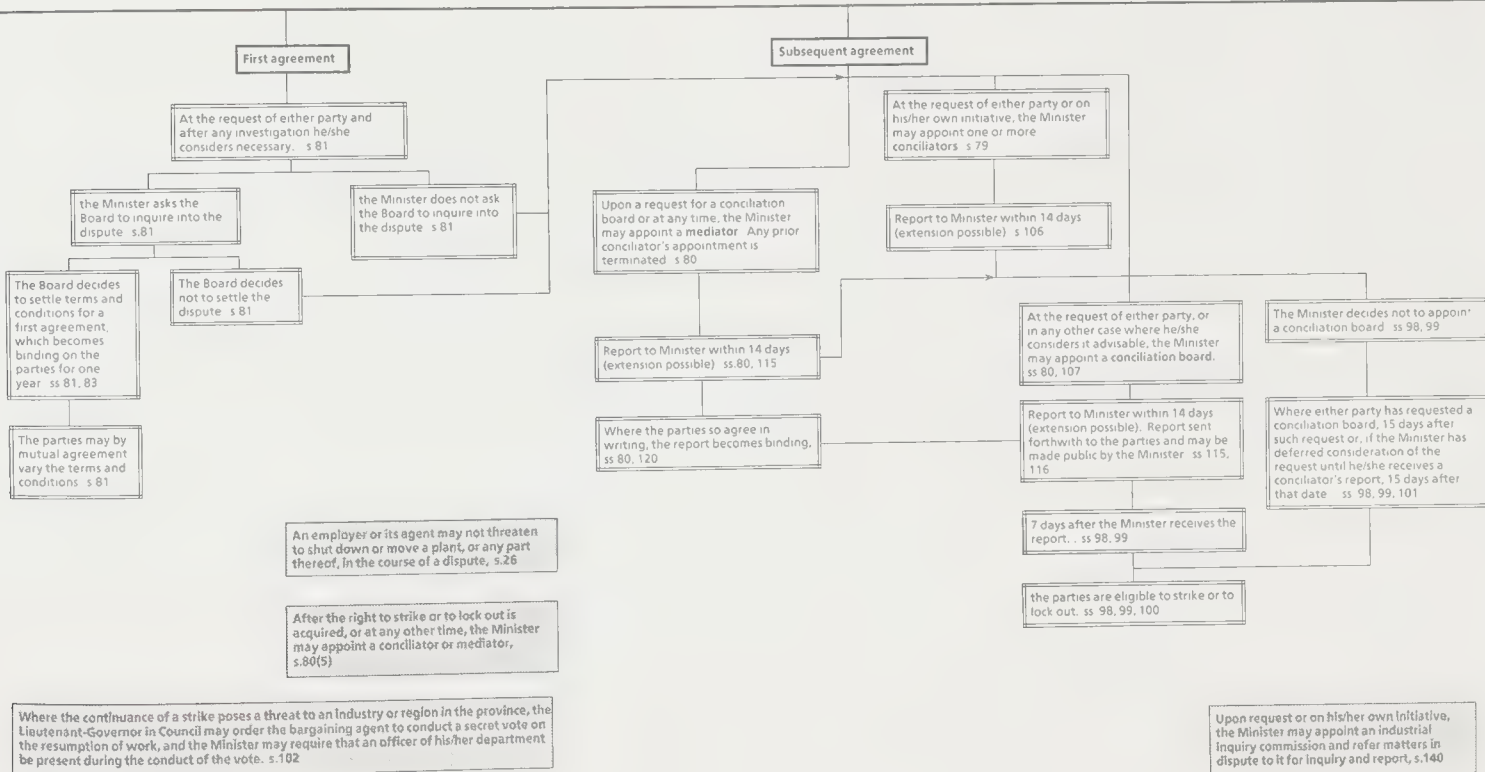 First agreement
At the request of either party and
after any investigation he/she
considers necessary. s 81
the Minister asks the
Board to inquire into the
dispute s.81
the Minister does not ask
the Board to inquire into
the dispute s 81
The Board decides
to settle terms and
conditions for a
first agreement,
which becomes
binding on the
parties for one
year ss 81, 83
The Board decides
not to settle the
dispute s 81
The parties may by
mutual agreement
vary the terms and
conditions s 81
Subsequent agreement
At the request of either party or on
his/her own initiative, the Minister
may appoint one or more
conciliators s 79
Upon a request for a conciliation
board or at any time, the Minister
may appoint a mediator Any prior
conciliator's appointment is
terminated s 80
Report to Minister within 14 days
(extension possible) s 106
Report to Minister within 14 days
(extension possible) ss.80, 115
At the request of either party, or
in any other case where he/she
considers it advisable, the Minister
may appoint a conciliation board.
ss 80, 107
The Minister decides not to appoint
a conciliation board ss 98, 99
Where the parties so agree in
writing, the report becomes binding,
ss 80, 120
Report to Minister within 14 days
(extension possible). Report sent
forthwith to the parties and may be
made public by the Minister ss 115,
116
Where either party has requested a
conciliation board, 15 days after
such request or, if the Minister has
deferred consideration of the
request until he/she receives a
conciliator's report, 15 days after
that date ss 98, 99, 101
7 days after the Minister receives the
report. . ss 98, 99
the parties are eligible to strike or to
lock out. ss 98, 99, 100
An employer or its agent may not threaten
to shut down or move a plant, or any part
thereof, in the course of a dispute, s.26
After the right to strike or to lock out is
acquired, or at any other time, the Minister
may appoint a conciliator or mediator,
s.80(5)
Where the continuance of a strike poses a threat to an industry or region in the province, the
Lieutenant-Governor in Council may order the bargaining agent to conduct a secret vote on
the resumption of work, and the Minister may require that an officer of his/her department
be present during the conduct of the vote. s.102
Upon request or on his/her own initiative,
the Minister may appoint an industrial
inquiry commission and refer matters in
dispute to it for inquiry and report, s.140